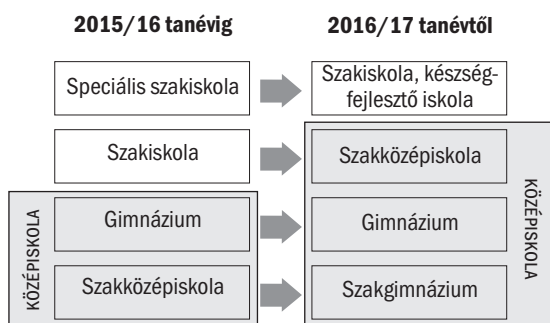 2015/16 tanévig
2016/17 tanévtől
Speciális szakiskola
Szakiskola, készség-
fejlesztő iskola
Szakiskola
Szakközépiskola
Gimnázium
Gimnázium
Szakközépiskola
Szakgimnázium
KÖZÉPISKOLA
KÖZÉPISKOLA